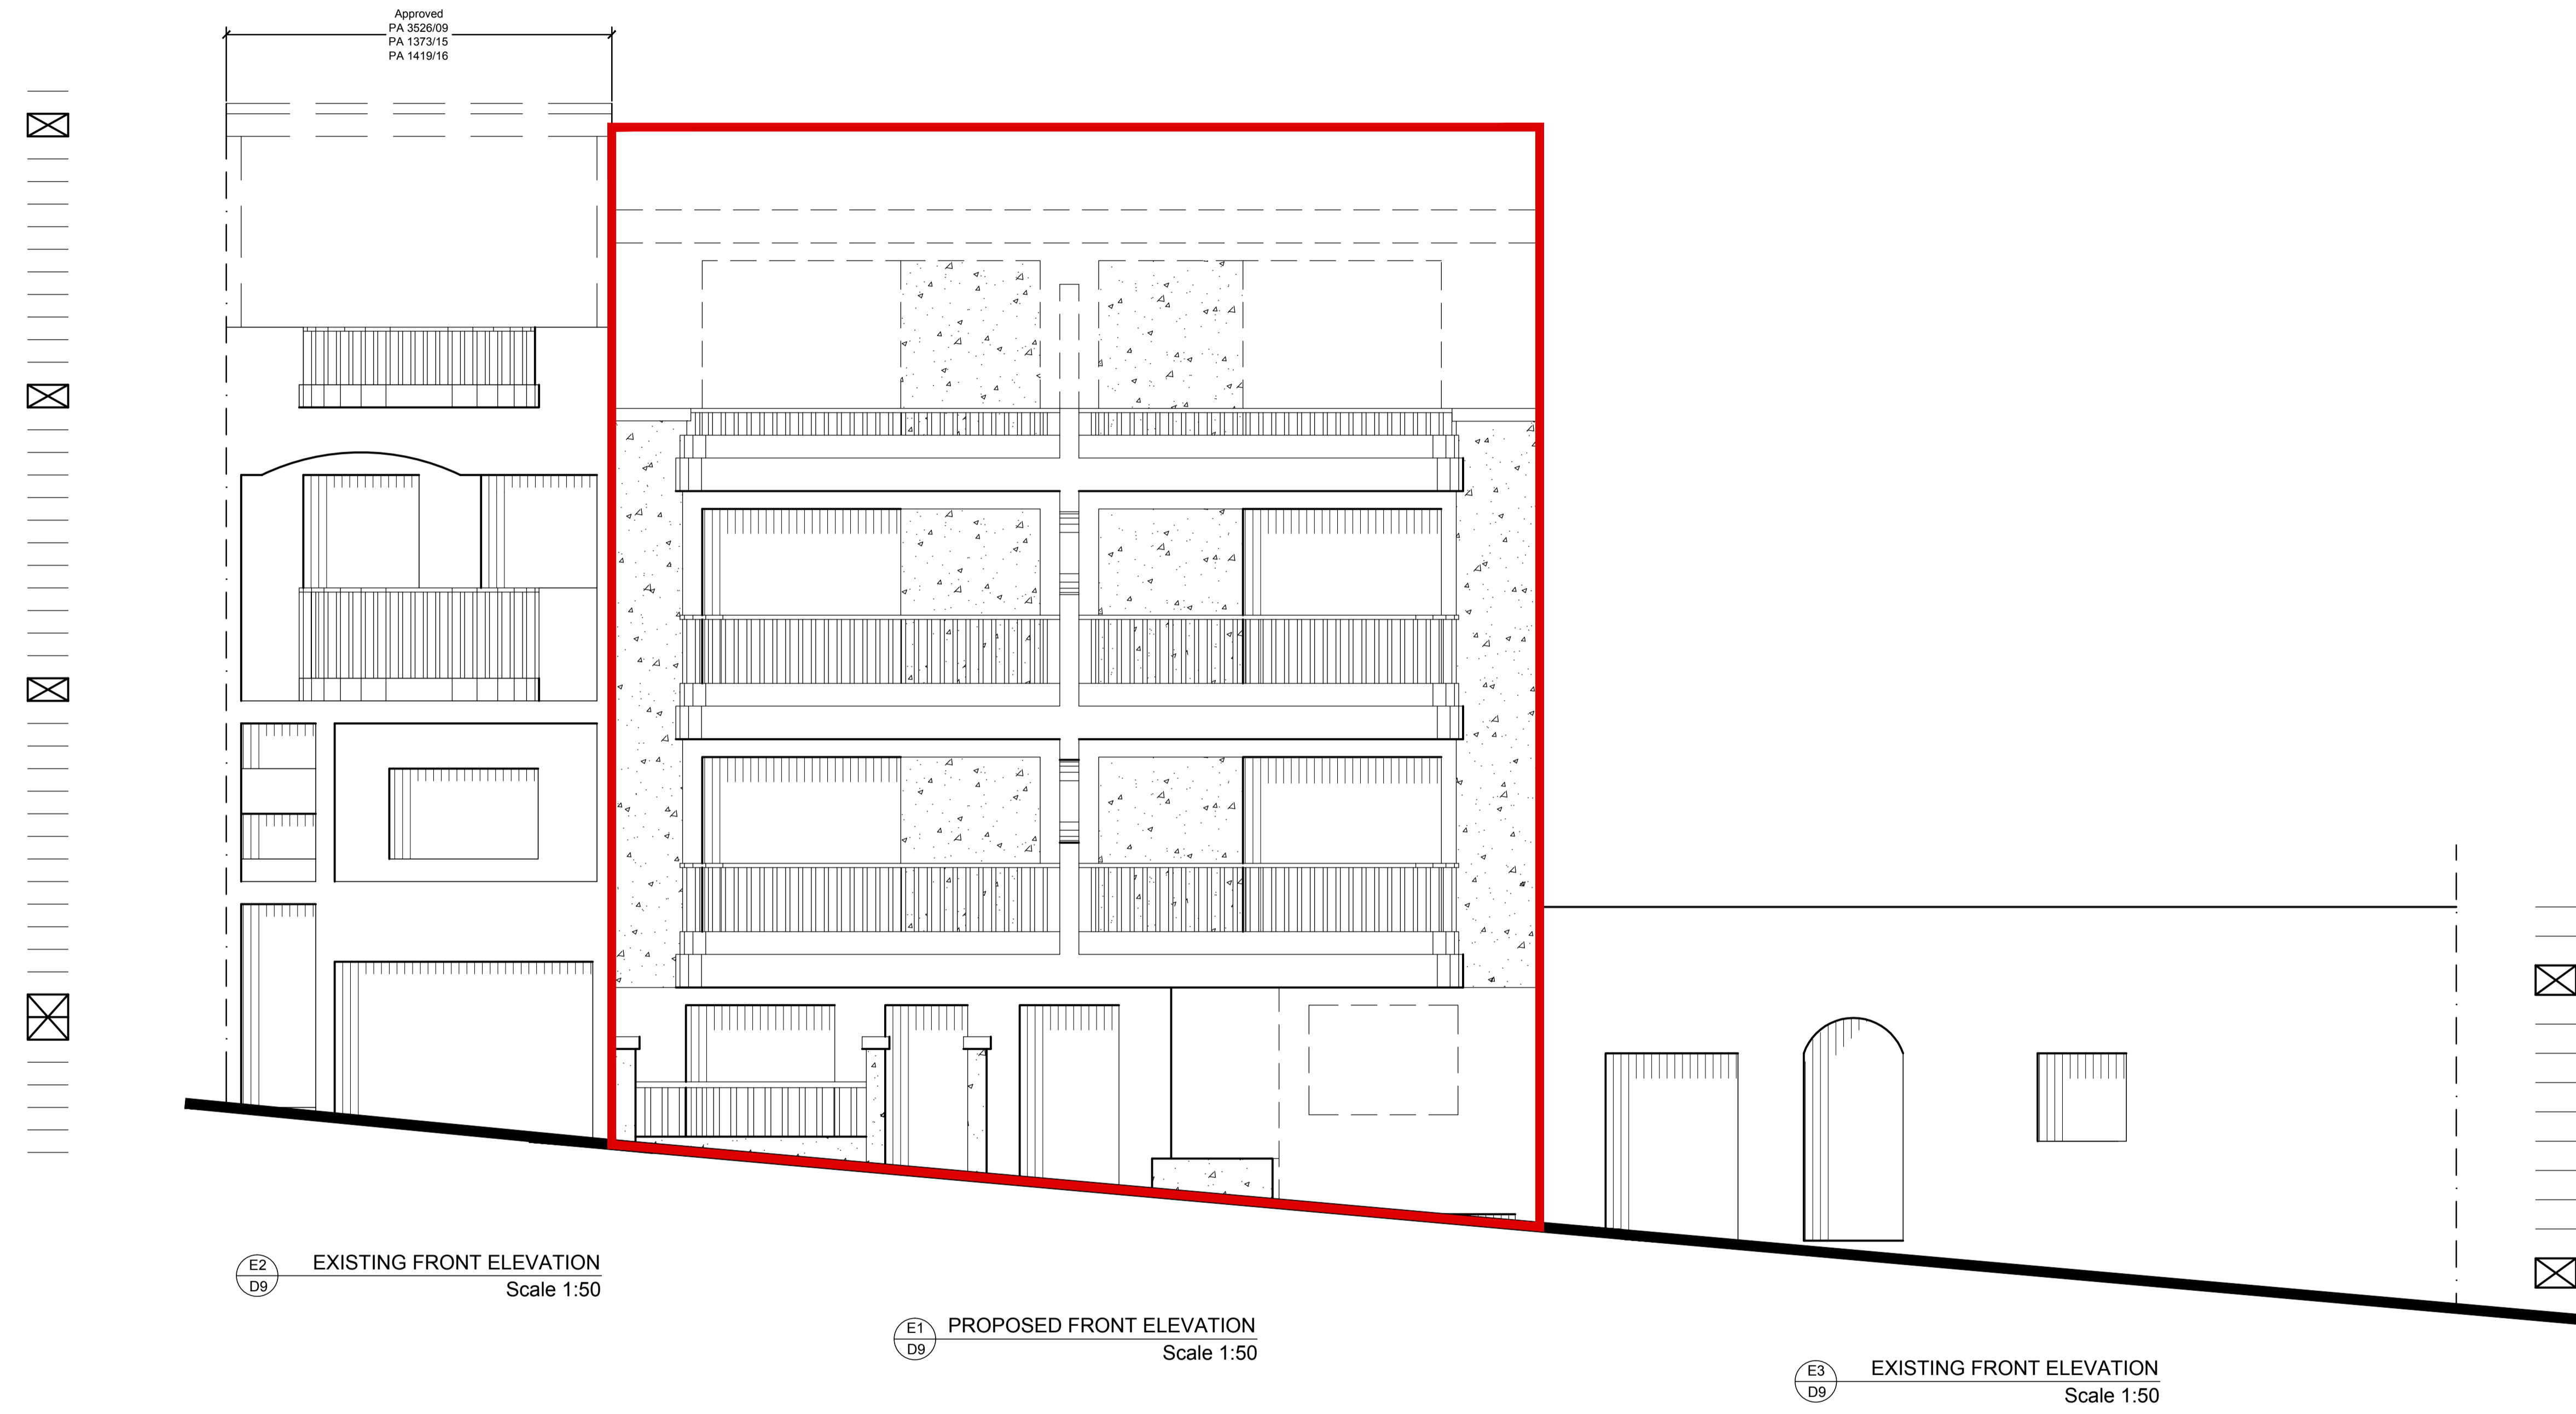 Approved
PA 3526/09
PA 1373/15
PA 1419/16
E2
D9
EXISTING FRONT ELEVATION
Scale 1:50
E1
D9
PROPOSED FRONT ELEVATION
Scale 1:50
E3
D9
EXISTING FRONT ELEVATION
Scale 1:50